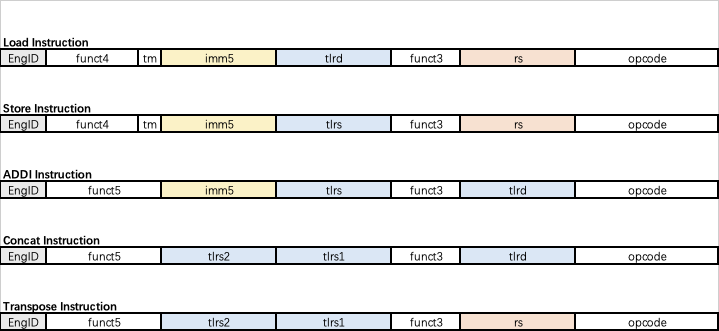 Load Instruction
EngID funct4 tm imm5 tlrd funct3 rs opcode
Store Instruction
EngID funct4 tm imm5 tlrs funct3 rs opcode
ADDI Instruction
EngID funct5 imm5 tlrs funct3 tlrd opcode
Concat Instruction
EngID funct5 tlrs2 tlrs1 funct3 tlrd opcode
Transpose Instruction
EngID funct5 tlrs2 tlrs1 funct3 rs opcode